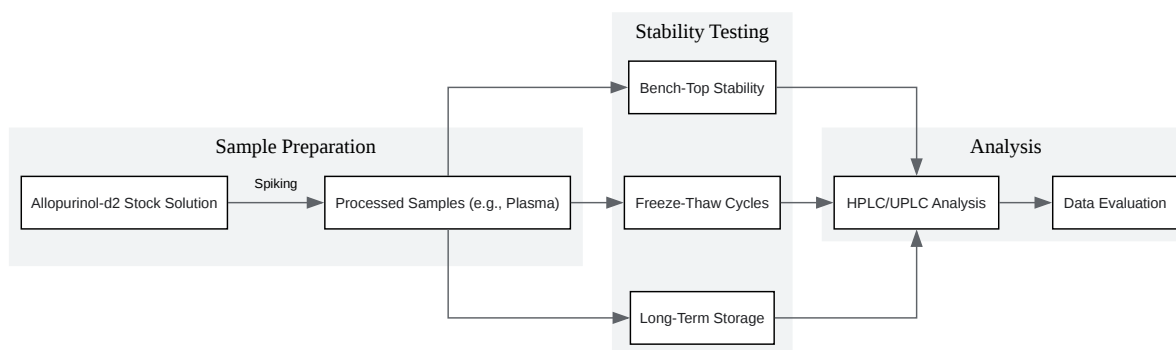 Stability Testing
Bench-Top Stability
Sample Preparation
Analysis
Allopurinol-d2 Stock Solution
Spiking
Processed Samples (e.g., Plasma)
Freeze-Thaw Cycles
HPLC/UPLC Analysis
Data Evaluation
Long-Term Storage